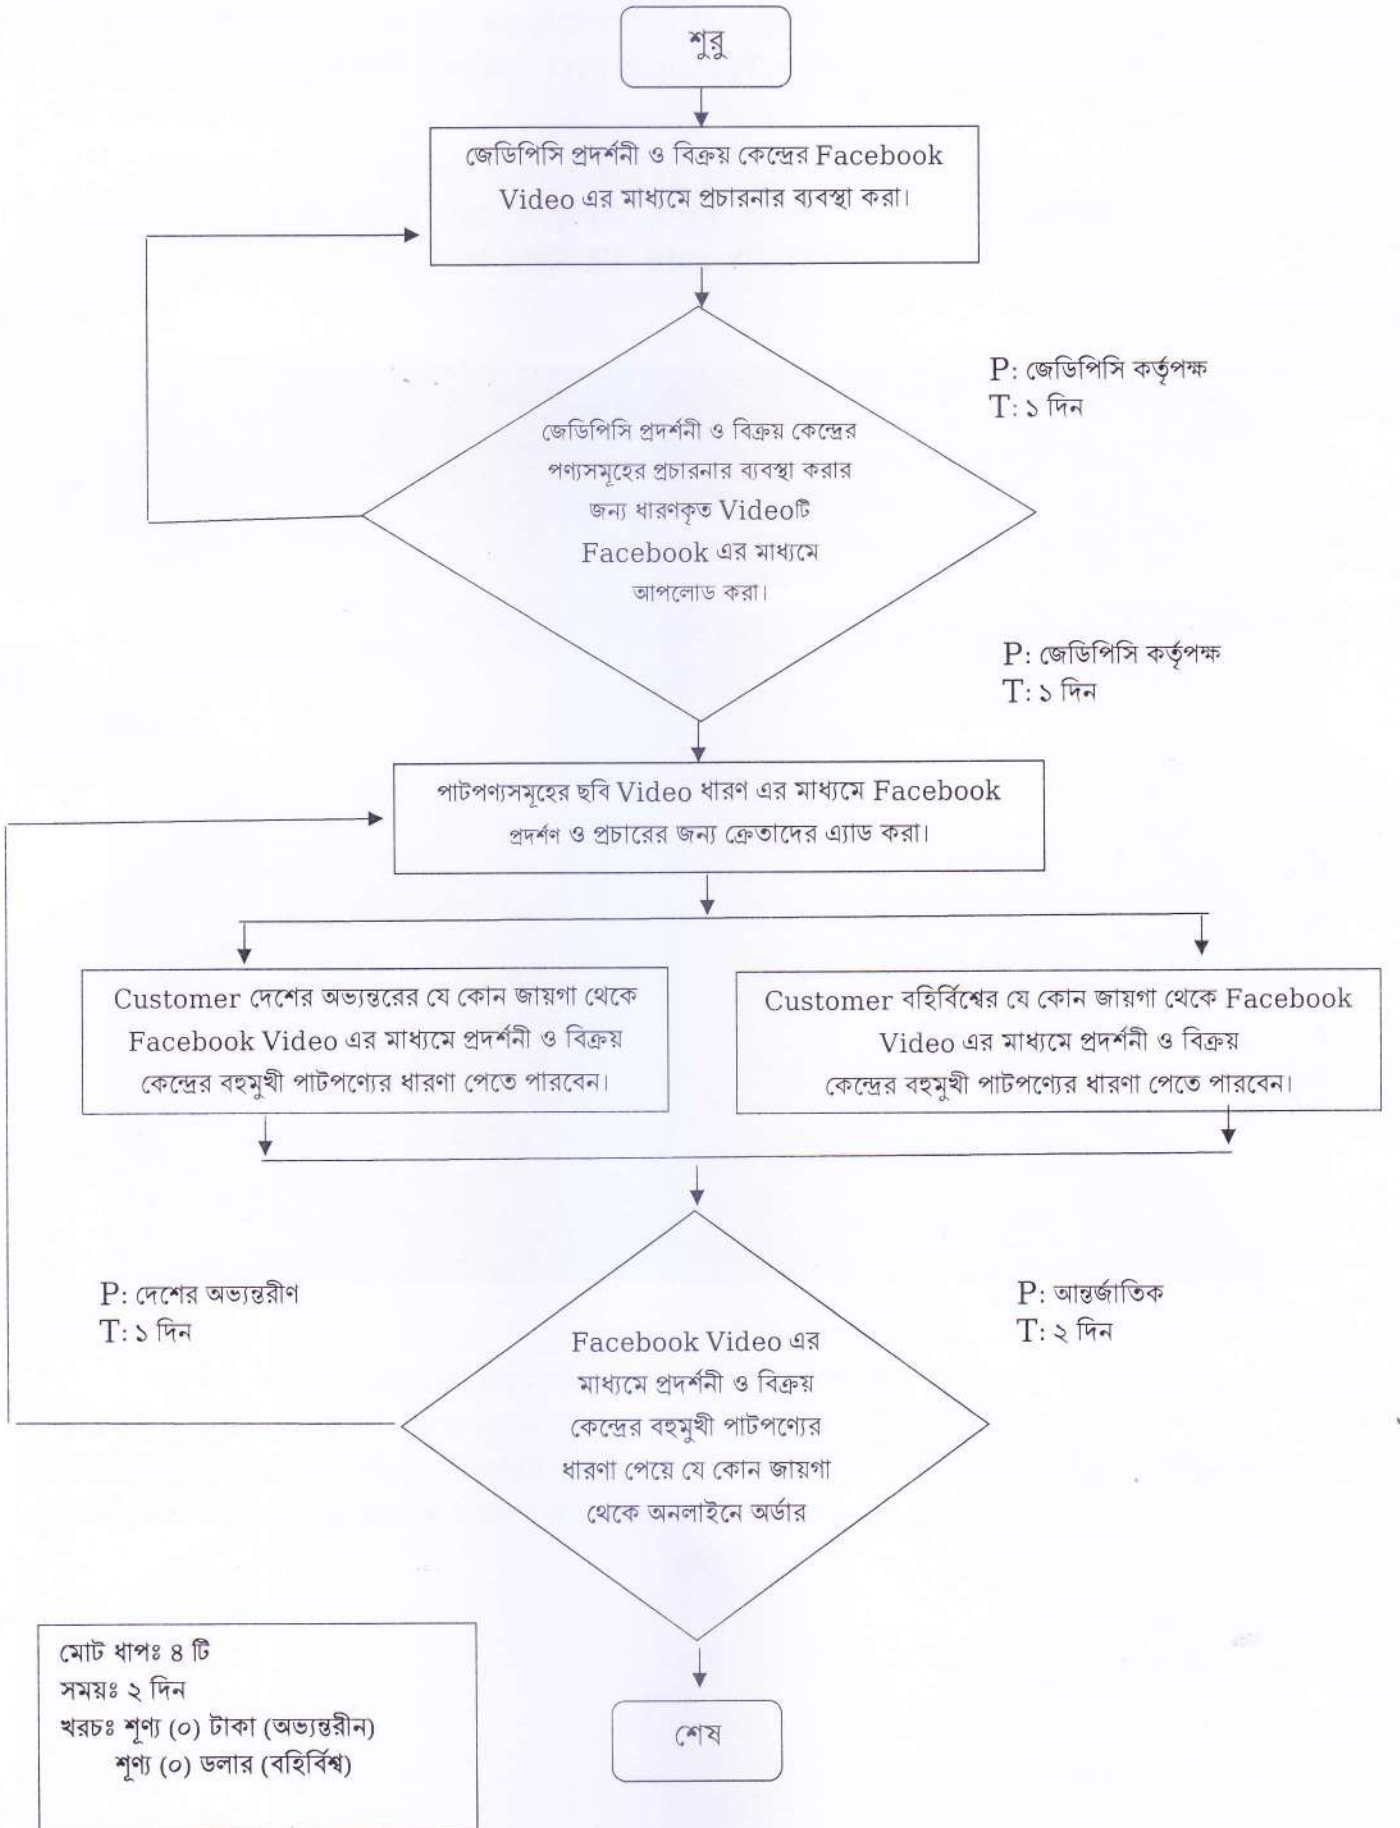 শুরু
জেডিপিসি প্রদর্শনী ও বিক্রয় কেন্দ্রের Facebook
Video এর মাধ্যমে প্রচারনার ব্যবস্থা করা।
P: জেডিপিসি কর্তৃপক্ষ
T: ১ দিন
জেডিপিসি প্রদর্শনী ও বিক্রয় কেন্দ্রের
পণ্যসমূহের প্রচারনার ব্যবস্থা করার
জন্য ধারণকৃত Videoটি
Facebook এর মাধ্যমে
আপলোড করা।
P: জেডিপিসি কর্তৃপক্ষ
T: ১ দিন
পাটপণ্যসমূহের ছবি Video ধারণ এর মাধ্যমে Facebook
প্রদর্শণ ও প্রচারের জন্য ক্রেতাদের এ্যাড করা।
Customer দেশের অভ্যন্তরের যে কোন জায়গা থেকে
Facebook Video এর মাধ্যমে প্রদর্শনী ও বিক্রয়
কেন্দ্রের বহুমুখী পাটপণ্যের ধারণা পেতে পারবেন।
Customer বহির্বিশ্বের যে কোন জায়গা থেকে Facebook
Video এর মাধ্যমে প্রদর্শনী ও বিক্রয়
কেন্দ্রের বহুমুখী পাটপণ্যের ধারণা পেতে পারবেন।
P: দেশের অভ্যন্তরীণ
T: ১ দিন
P: আন্তর্জাতিক
T: ২ দিন
Facebook Video এর
মাধ্যমে প্রদর্শনী ও বিক্রয়
কেন্দ্রের বহুমুখী পাটপণ্যের
ধারণা পেয়ে যে কোন জায়গা
থেকে অনলাইনে অর্ডার
মোট ধাপঃ ৪ টি
সময়ঃ ২ দিন
খরচঃ শূণ্য (০) টাকা (অভ্যন্তরীন)
শূণ্য (০) ডলার (বহির্বিশ্ব)
শেষ